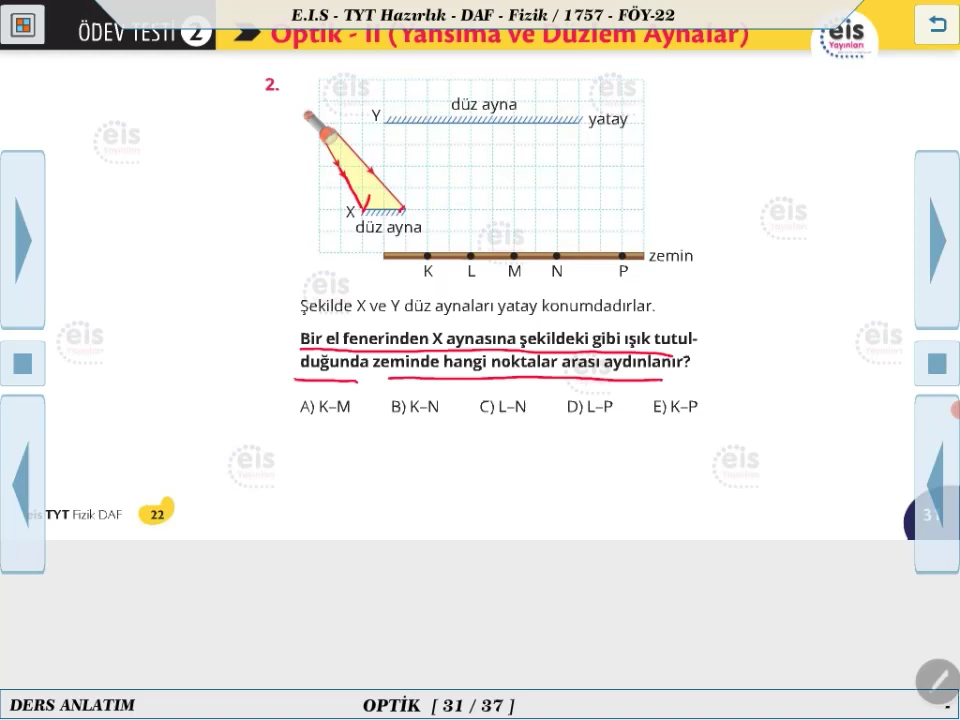 E.I.S - TYT Hazırlık - DAF - Fizik / 1757 - FÖY-22
ÖDEV TESTİ 2
Optik - II (Yansıma ve Düzlem Aynalar)
eis
Yayınları
2.
düz ayna
Y
yatay
X
düz ayna
zemin
K L M N P
Şekilde X ve Y düz aynaları yatay konumdadırlar.
Bir el fenerinden X aynasına şekildeki gibi ışık tutul-
duğunda zeminde hangi noktalar arası aydınlanır?
A) K–M B) K–N C) L–N D) L–P E) K–P
eis TYT Fizik DAF 22
31
DERS ANLATIM
OPTİK [ 31 / 37 ]
-